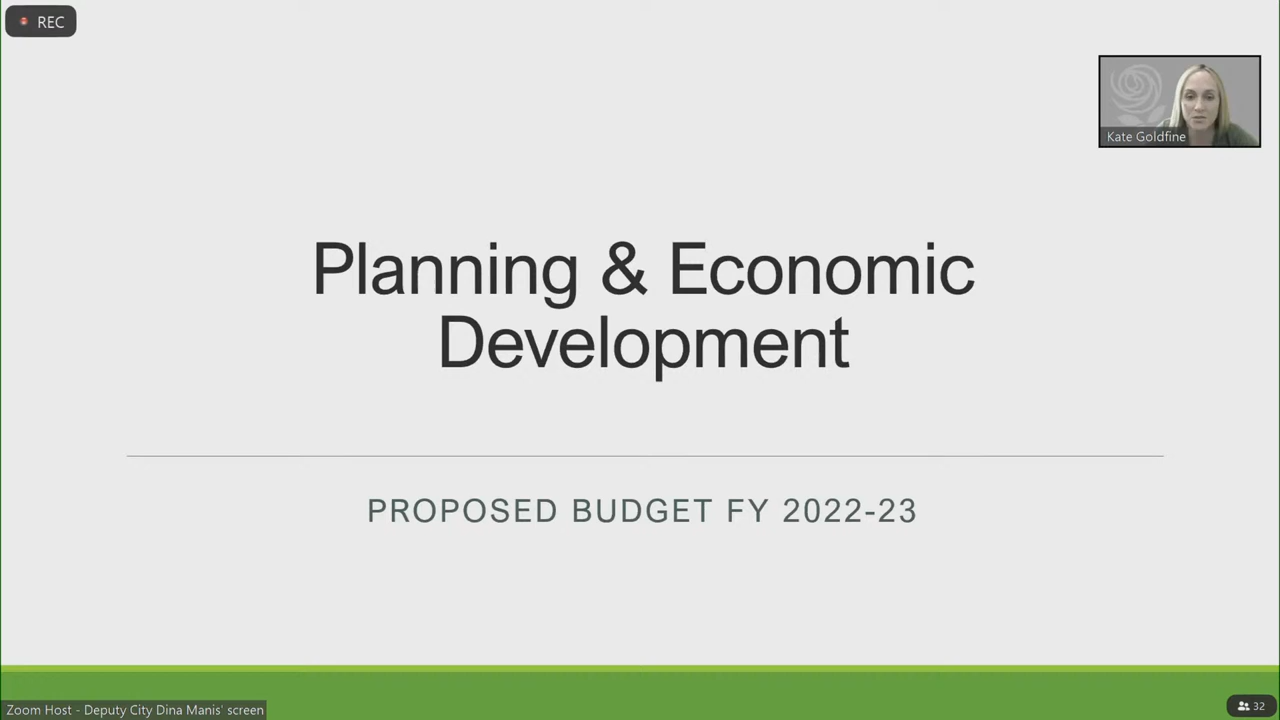 REC
Kate Goldfine
Planning & Economic
Development
PROPOSED BUDGET FY 2022-23
Zoom Host - Deputy City Dina Manis' screen
32